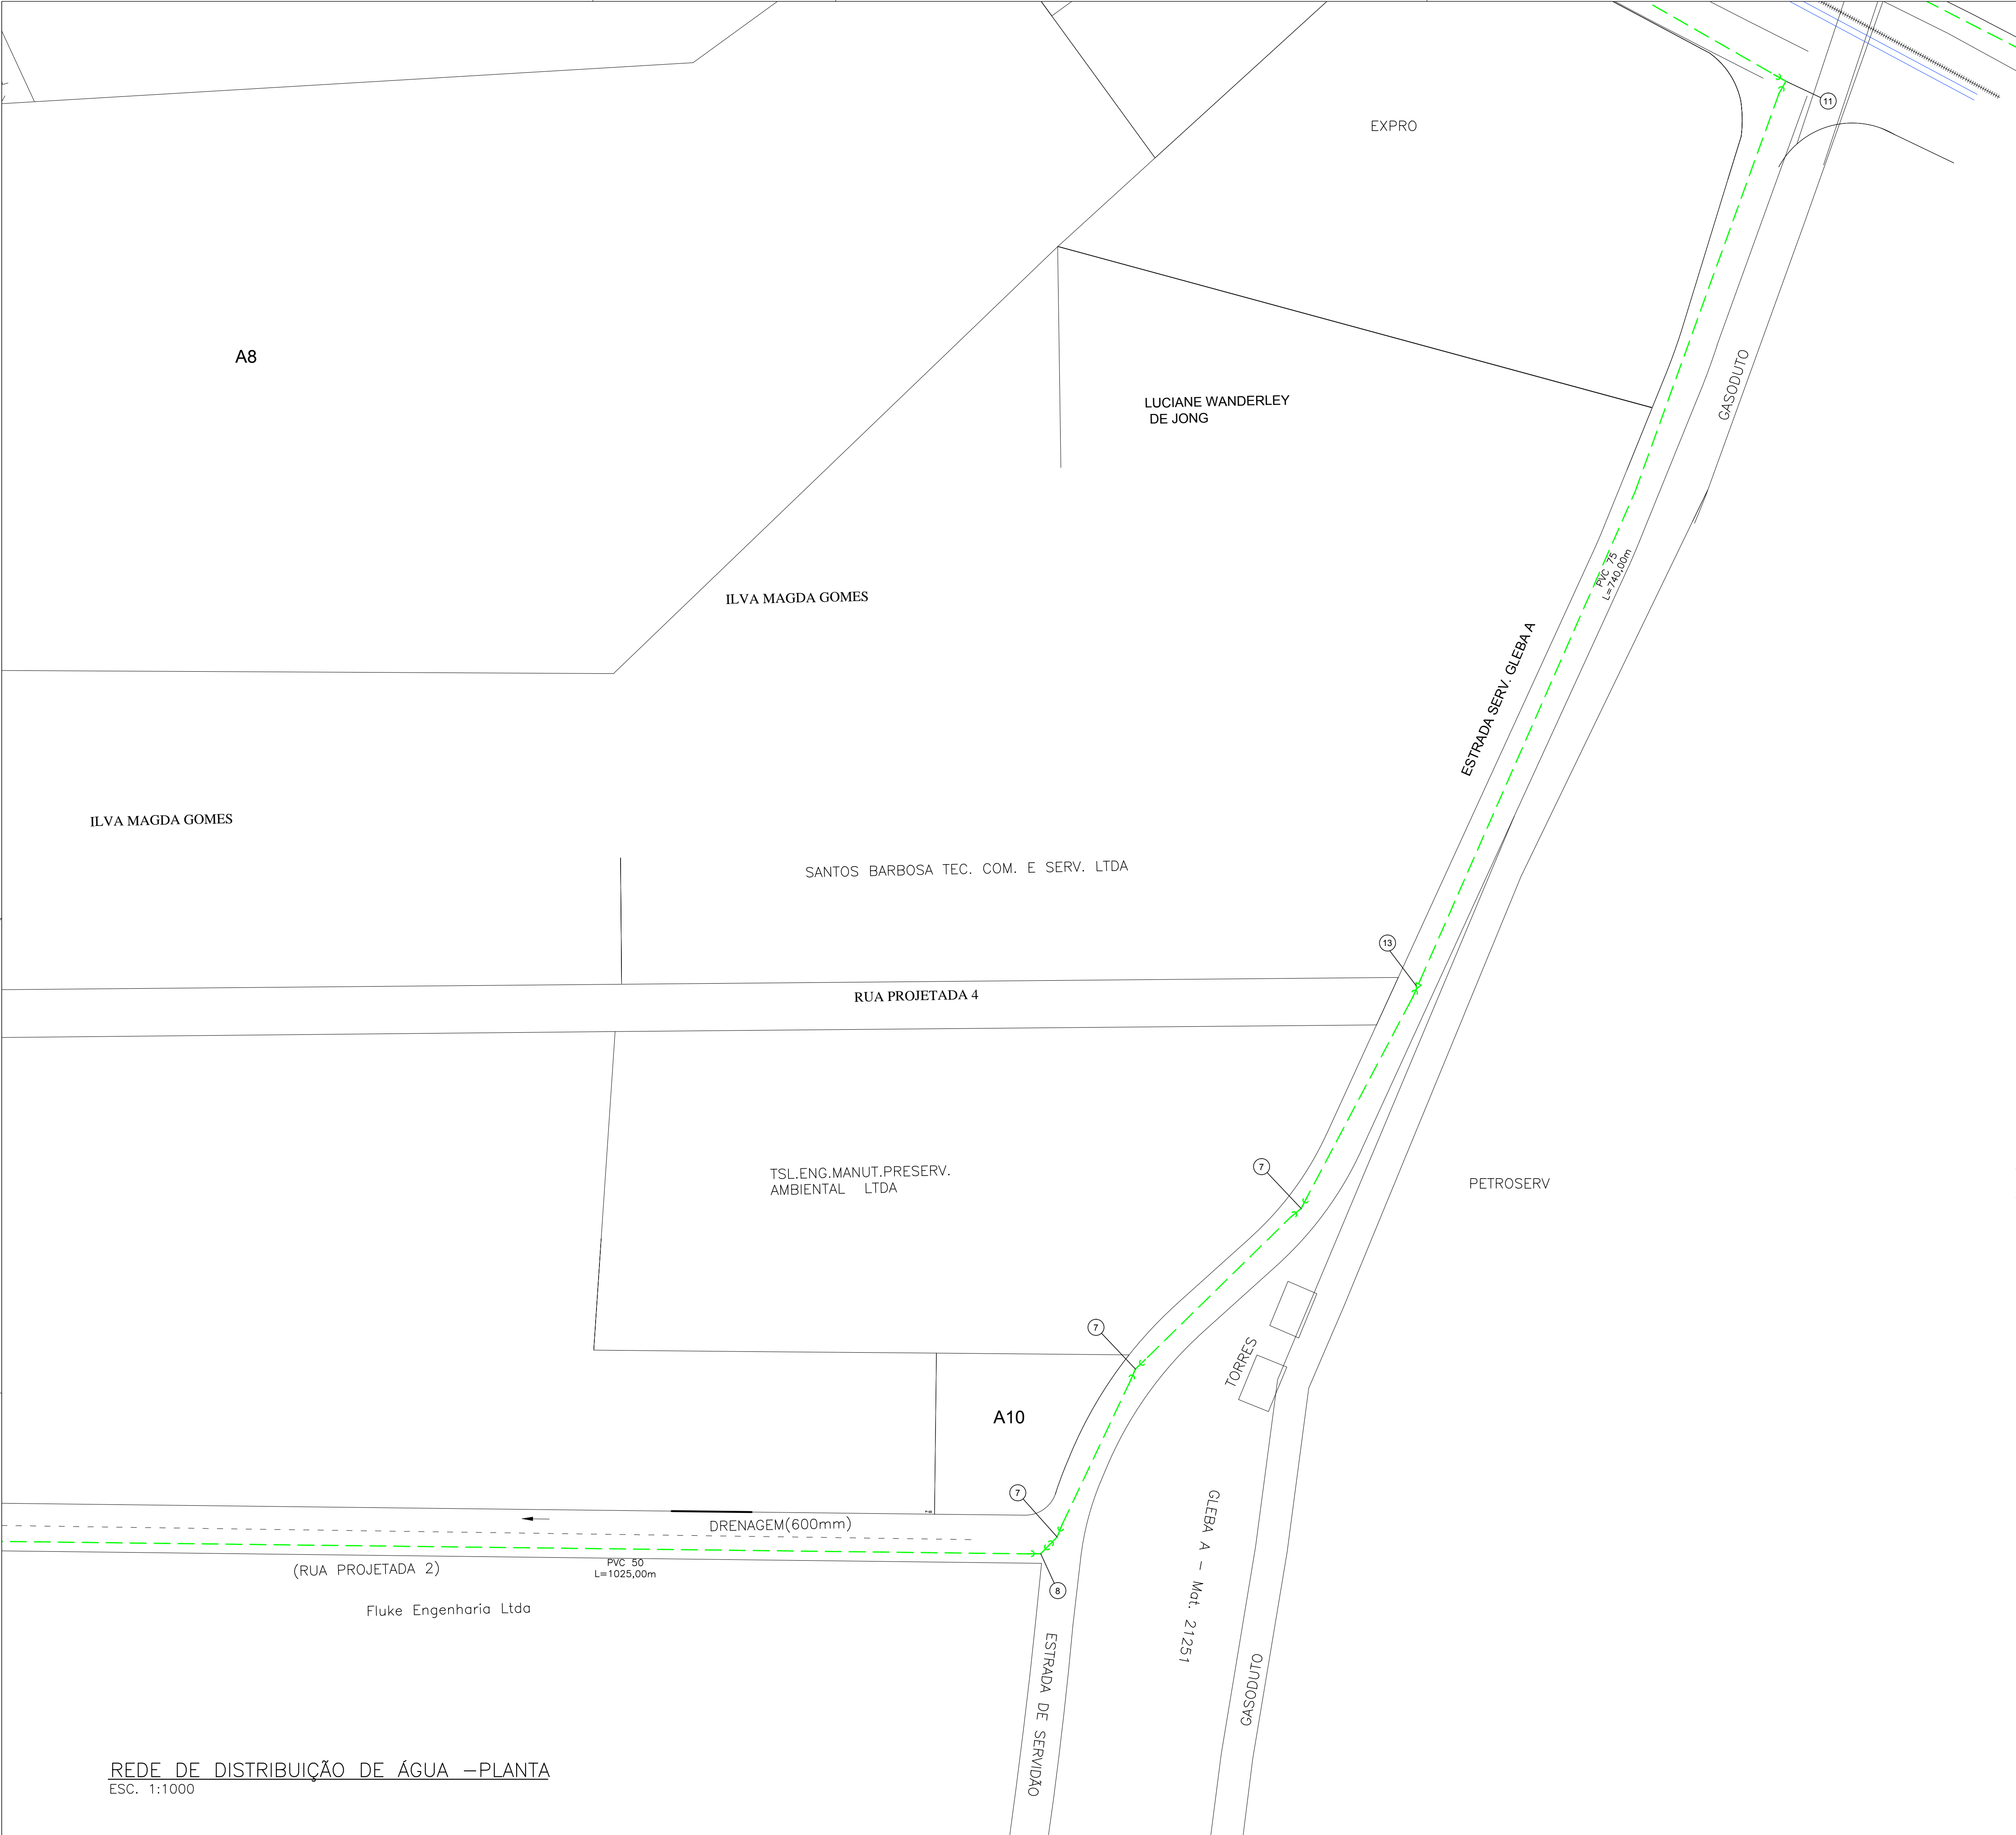 11
EXPRO
A8
GASODUTO
LUCIANE WANDERLEY
DE JONG
PVC 75
L=740,00m
ILVA MAGDA GOMES
ESTRADA SERV. GLEBA A
ILVA MAGDA GOMES
SANTOS BARBOSA TEC. COM. E SERV. LTDA
13
RUA PROJETADA 4
TSL.ENG.MANUT.PRESERV.
AMBIENTAL LTDA
7
PETROSERV
7
TORRES
A10
7
DRENAGEM(600mm)
GLEBA A - Mat. 21251
(RUA PROJETADA 2)
PVC 50
L=1025,00m
8
Fluke Engenharia Ltda
ESTRADA DE SERVIDÃO
GASODUTO
REDE DE DISTRIBUIÇÃO DE ÁGUA -PLANTA
ESC. 1:1000